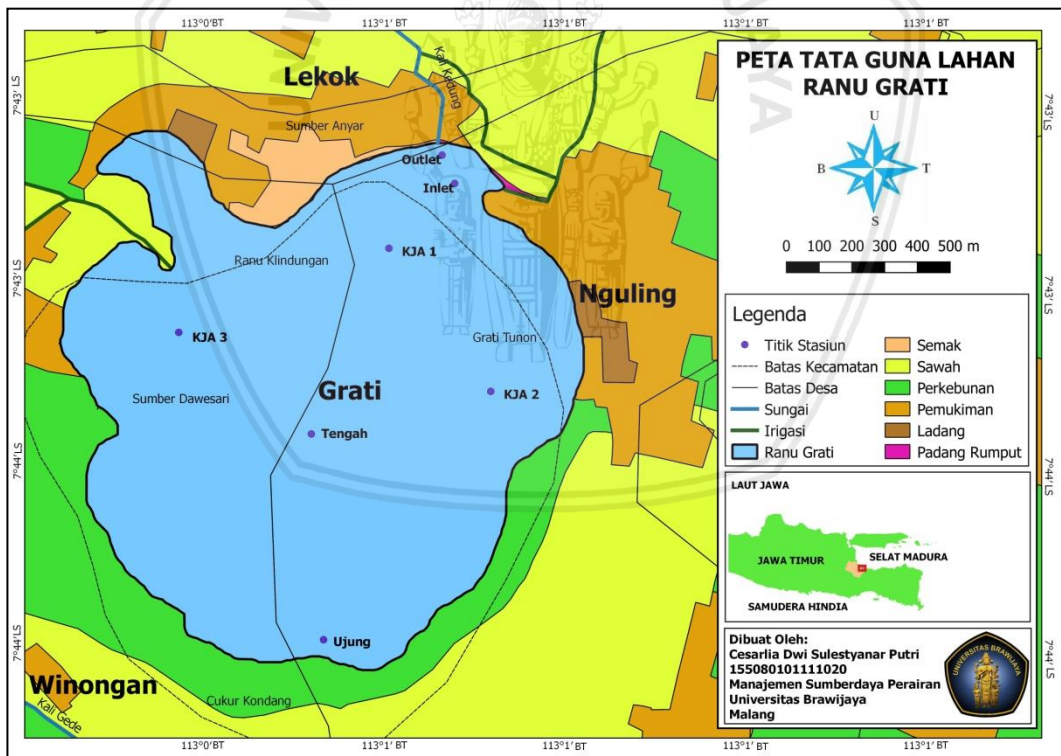 113°0'BT 113°1'BT 113°1'BT 113°1'BT
7°43' LS
7°43' LS
7°44' LS
7°44' LS
Lekok
Kali Kedung
Sumber Anyar
Outlet
Inlet
KJA 1
Ranu Klindungan
Nguling
KJA 3
Grati Tunon
Sumber Dawesari
Grati
KJA 2
Tengah
Ujung
Winongan
Cukur Kondang
Kali Gede
113°0' BT 113°1' BT 113°1' BT 113°1' BT
7°43' LS
7°43' LS
7°44' LS
7°44' LS
PETA TATA GUNA LAHAN
RANU GRATI
U
B T
S
0 100 200 300 400 500 m
Legenda
Titik Stasiun
Batas Kecamatan
Batas Desa
Sungai
Irigasi
Ranu Grati
Semak
Sawah
Perkebunan
Pemukiman
Ladang
Padang Rumput
LAUT JAWA
JAWA TIMUR
SELAT MADURA
SAMUDERA HINDIA
Dibuat Oleh:
Cesarlia Dwi Sulestyanar Putri
155080101111020
Manajemen Sumberdaya Perairan
Universitas Brawijaya
Malang
UNIVERSITAS BRAWIJAYA